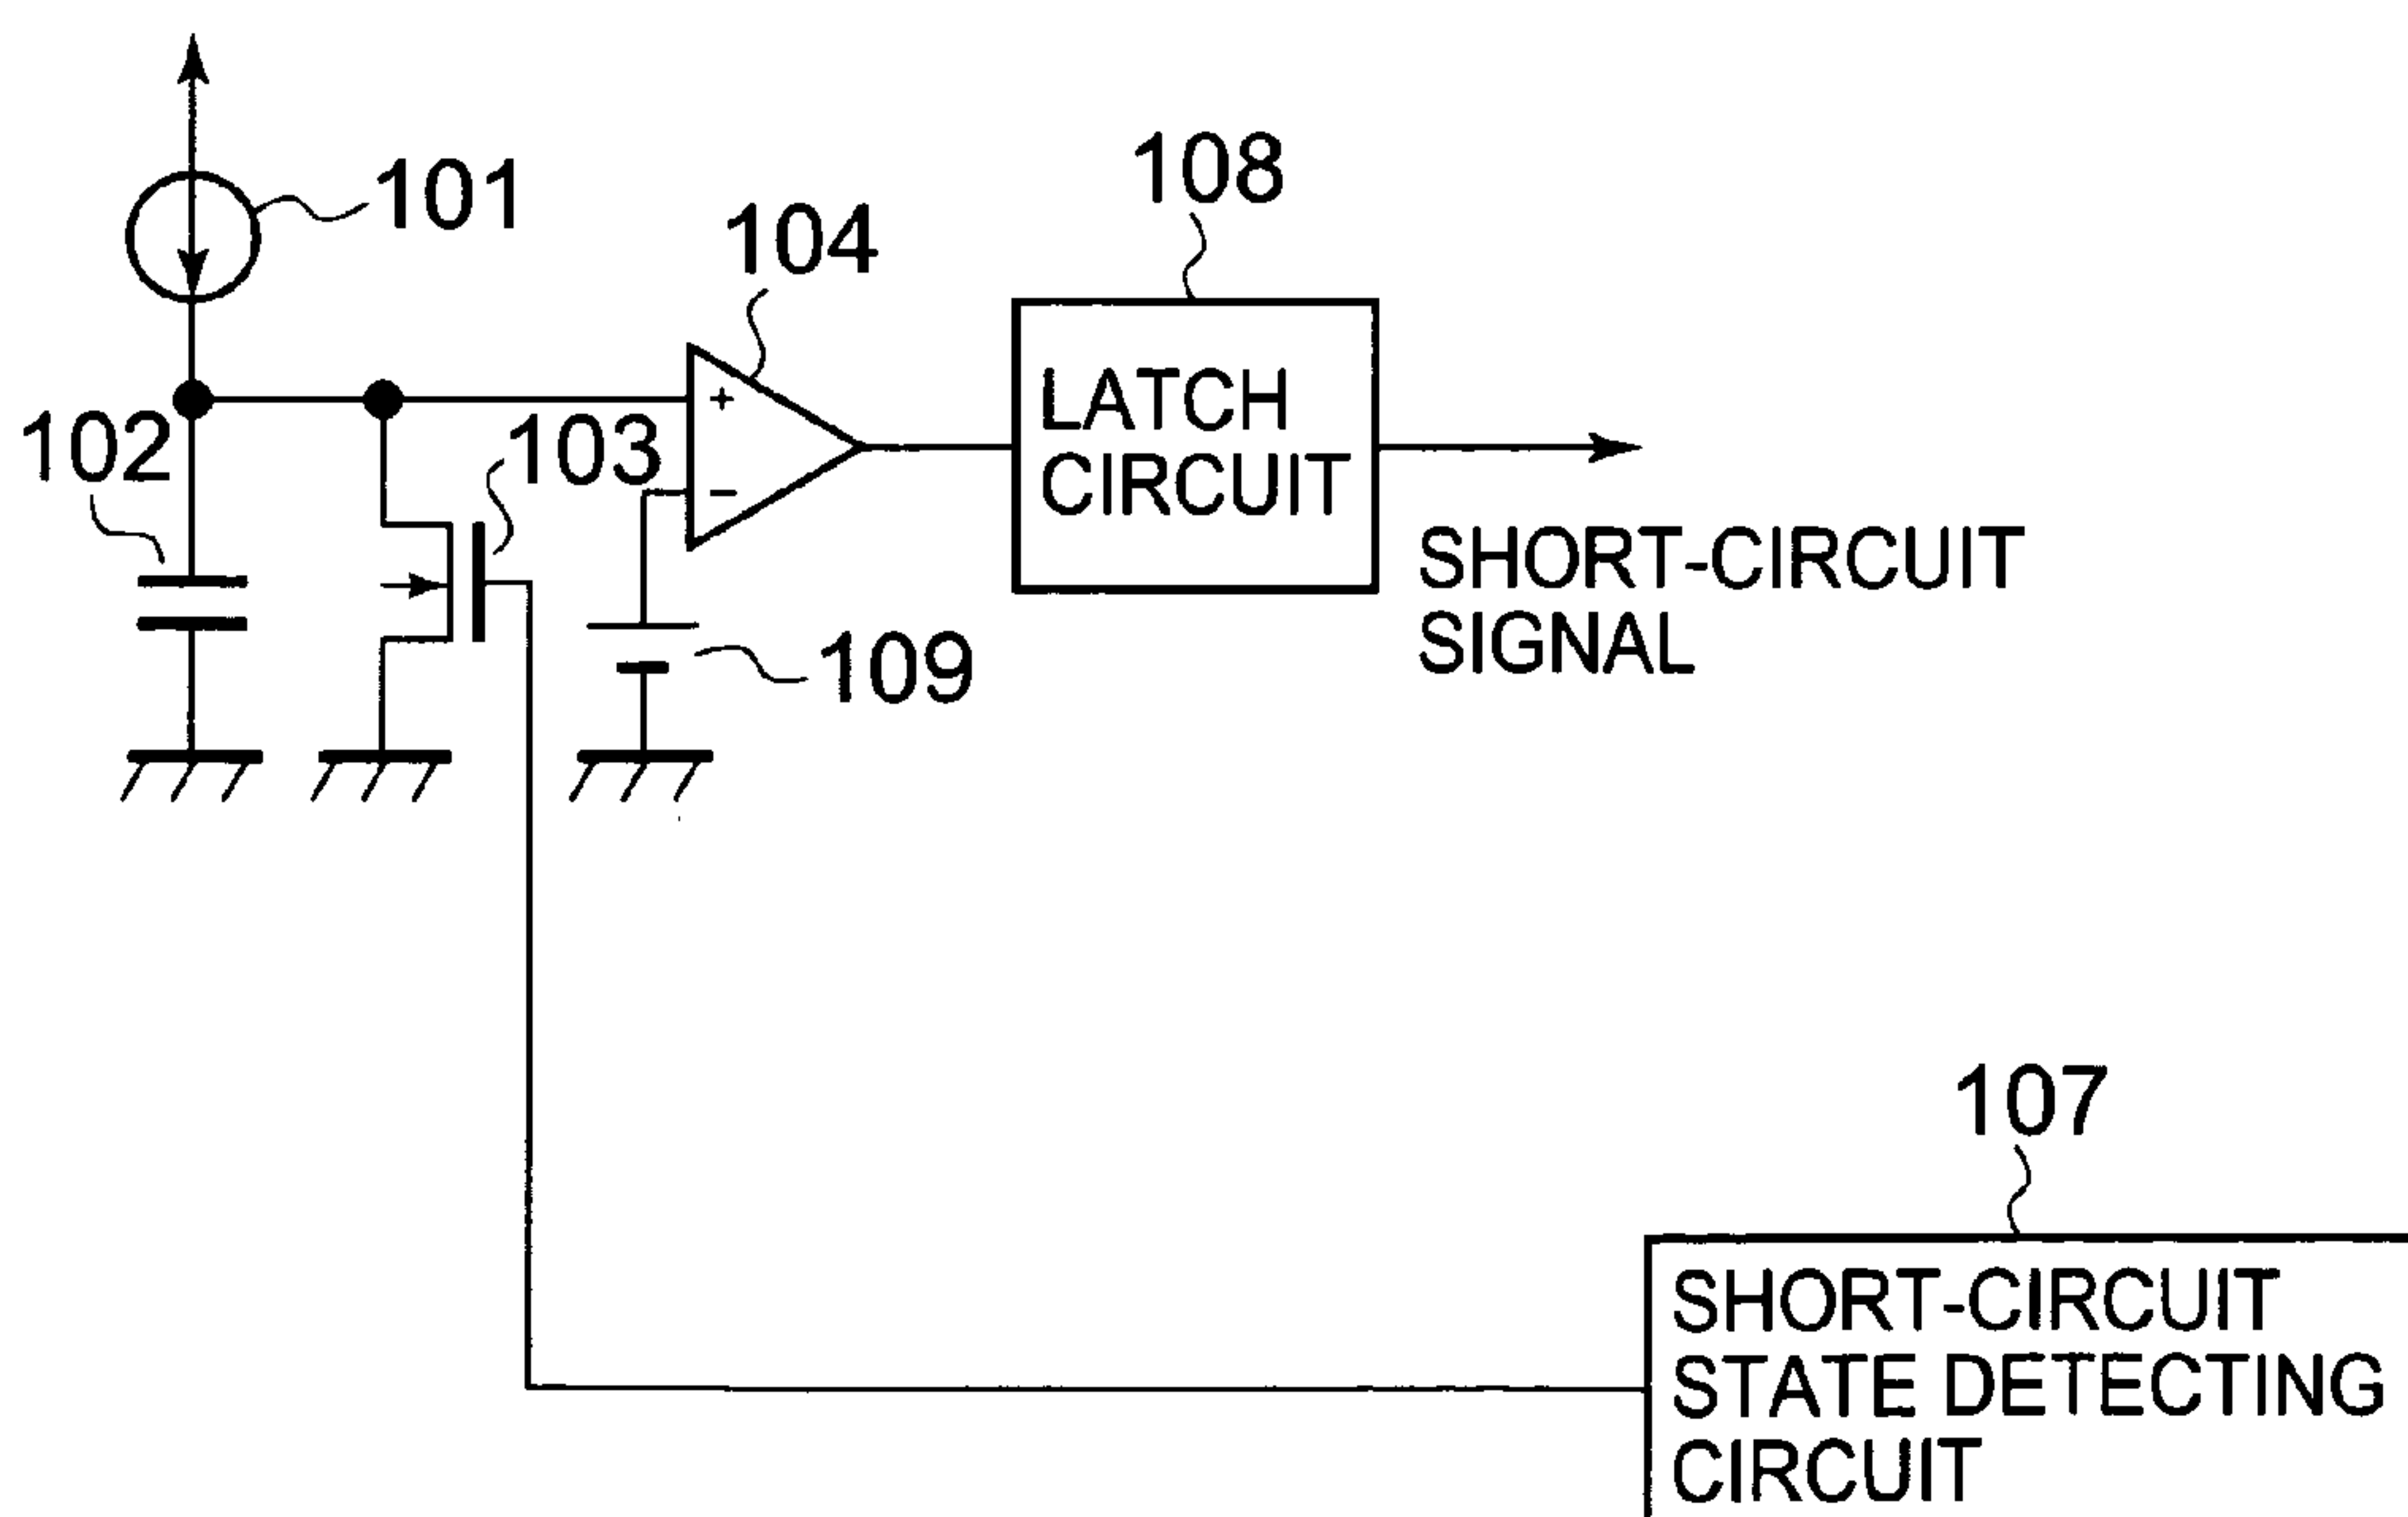 101
108
104
102
103
+
−
LATCH
CIRCUIT
109
SHORT-CIRCUIT
SIGNAL
107
SHORT-CIRCUIT
STATE DETECTING
CIRCUIT